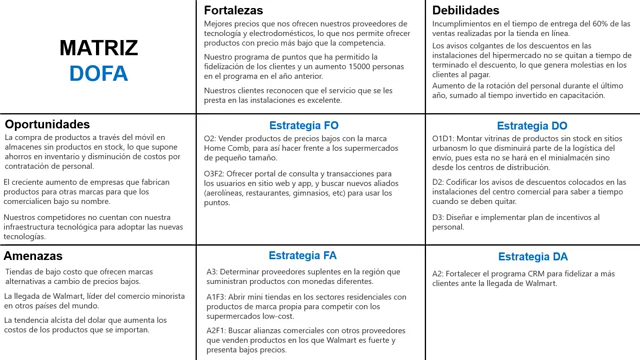 MATRIZ
DOFA
Fortalezas
Mejores precios que nos ofrecen nuestros proveedores de
tecnología y electrodomésticos, lo que nos permite ofrecer
productos con precio más bajo que la competencia.
Nuestro programa de puntos que ha permitido la
fidelización de los clientes y un aumento 15000 personas
en el programa en el año anterior.
Nuestros clientes reconocen que el servicio que se les
presta en las instalaciones es excelente.
Debilidades
Incumplimientos en el tiempo de entrega del 60% de las
ventas realizadas por la tienda en línea.
Los avisos colgantes de los descuentos en las
instalaciones del hipermercado no se quitan a tiempo de
terminado el descuento, lo que genera molestias en los
clientes al pagar.
Aumento de la rotación del personal durante el último
año, sumado al tiempo invertido en capacitación.
Oportunidades
La compra de productos a través del móvil en
almacenes sin productos en stock, lo que supone
ahorros en inventario y disminución de costos por
contratación de personal.
El creciente aumento de empresas que fabrican
productos para otras marcas para que los
comercialicen bajo su nombre.
Nuestros competidores no cuentan con nuestra
infraestructura tecnológica para adoptar las nuevas
tecnologías.
Estrategia FO
O2: Vender productos de precios bajos con la marca
Home Comb, para así hacer frente a los supermercados
de pequeño tamaño.
O3F2: Ofrecer portal de consulta y transacciones para
los usuarios en sitio web y app, y buscar nuevos aliados
(aerolíneas, restaurantes, gimnasios, etc) para usar los
puntos.
Estrategia DO
O1D1: Montar vitrinas de productos sin stock en sitios
urbanosm lo que disminuirá parte de la logística del
envío, pues esta no se hará en el minialmacén sino
desde los centros de distribución.
D2: Codificar los avisos de descuentos colocados en las
instalaciones del centro comercial para saber a tiempo
cuando se deben quitar.
D3: Diseñar e implementar plan de incentivos al
personal.
Amenazas
Tiendas de bajo costo que ofrecen marcas
alternativas a cambio de precios bajos.
La llegada de Walmart, líder del comercio minorista
en otros países del mundo.
La tendencia alcista del dolar que aumenta los
costos de los productos que se importan.
Estrategia FA
A3: Determinar proveedores suplentes en la región que
suministran productos con monedas diferentes.
A1F3: Abrir mini tiendas en los sectores residenciales con
productos de marca propia para competir con los
supermercados low-cost.
A2F1: Buscar alianzas comerciales con otros proveedores
que venden productos en los que Walmart es fuerte y
presenta bajos precios.
Estrategia DA
A2: Fortalecer el programa CRM para fidelizar a más
clientes ante la llegada de Walmart.